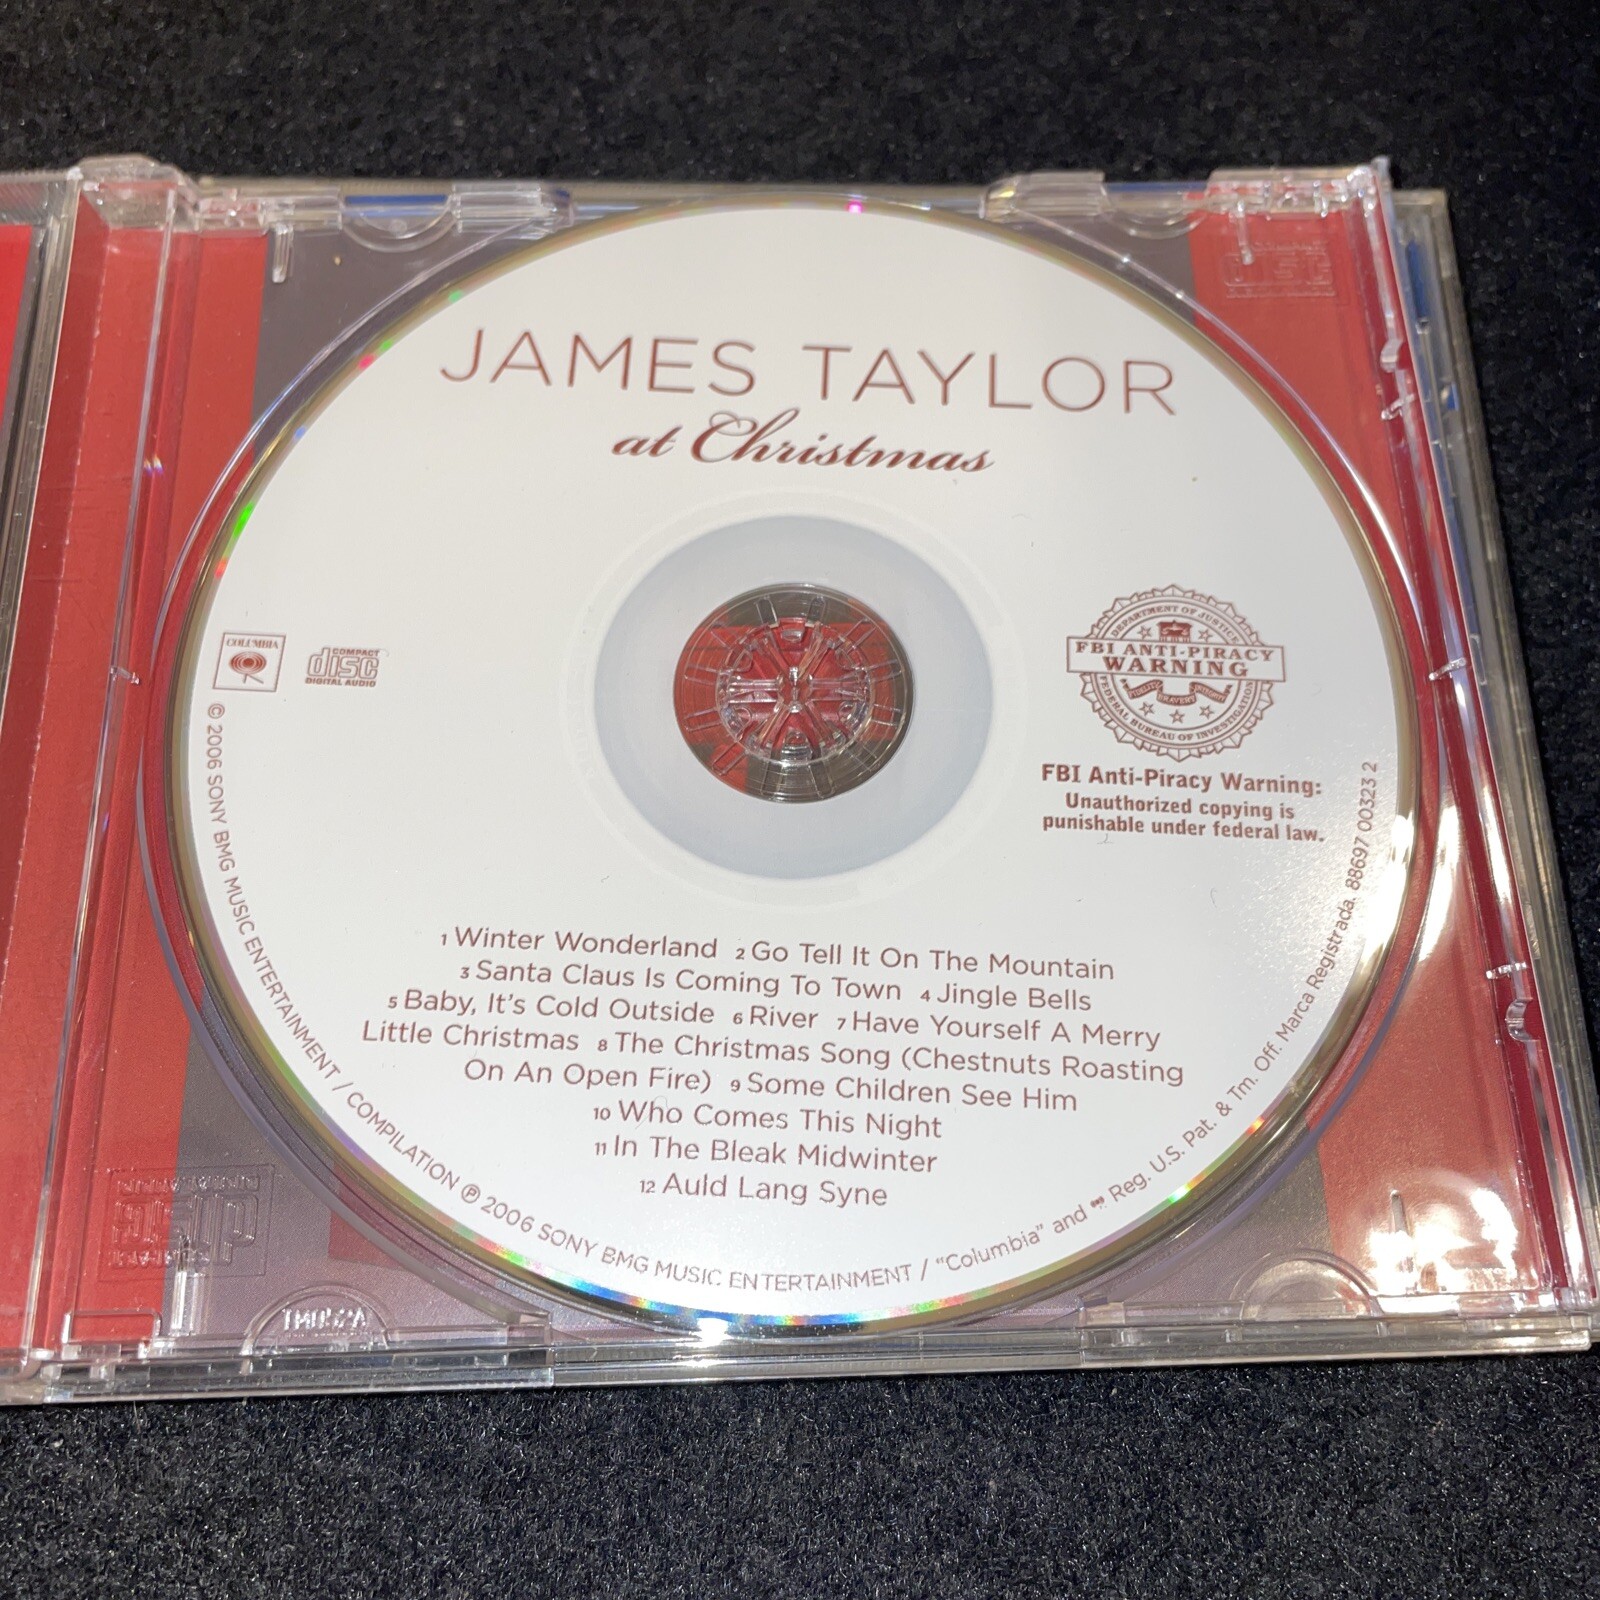 JAMES TAYLOR
at Christmas
COLUMBIA
COMPACT
disc
DIGITAL AUDIO
DEPARTMENT OF JUSTICE
FBI ANTI-PIRACY
WARNING
FEDERAL BUREAU OF INVESTIGATION
FBI Anti-Piracy Warning:
Unauthorized copying is
punishable under federal law.
1 Winter Wonderland 2 Go Tell It On The Mountain
3 Santa Claus Is Coming To Town 4 Jingle Bells
5 Baby, It's Cold Outside 6 River 7 Have Yourself A Merry
Little Christmas 8 The Christmas Song (Chestnuts Roasting
On An Open Fire) 9 Some Children See Him
10 Who Comes This Night
11 In The Bleak Midwinter
12 Auld Lang Syne
© 2006 SONY BMG MUSIC ENTERTAINMENT / COMPILATION ℗ 2006 SONY BMG MUSIC ENTERTAINMENT / "Columbia" and Reg. U.S. Pat. & Tm. Off. Marca Registrada. 88697 00323 2